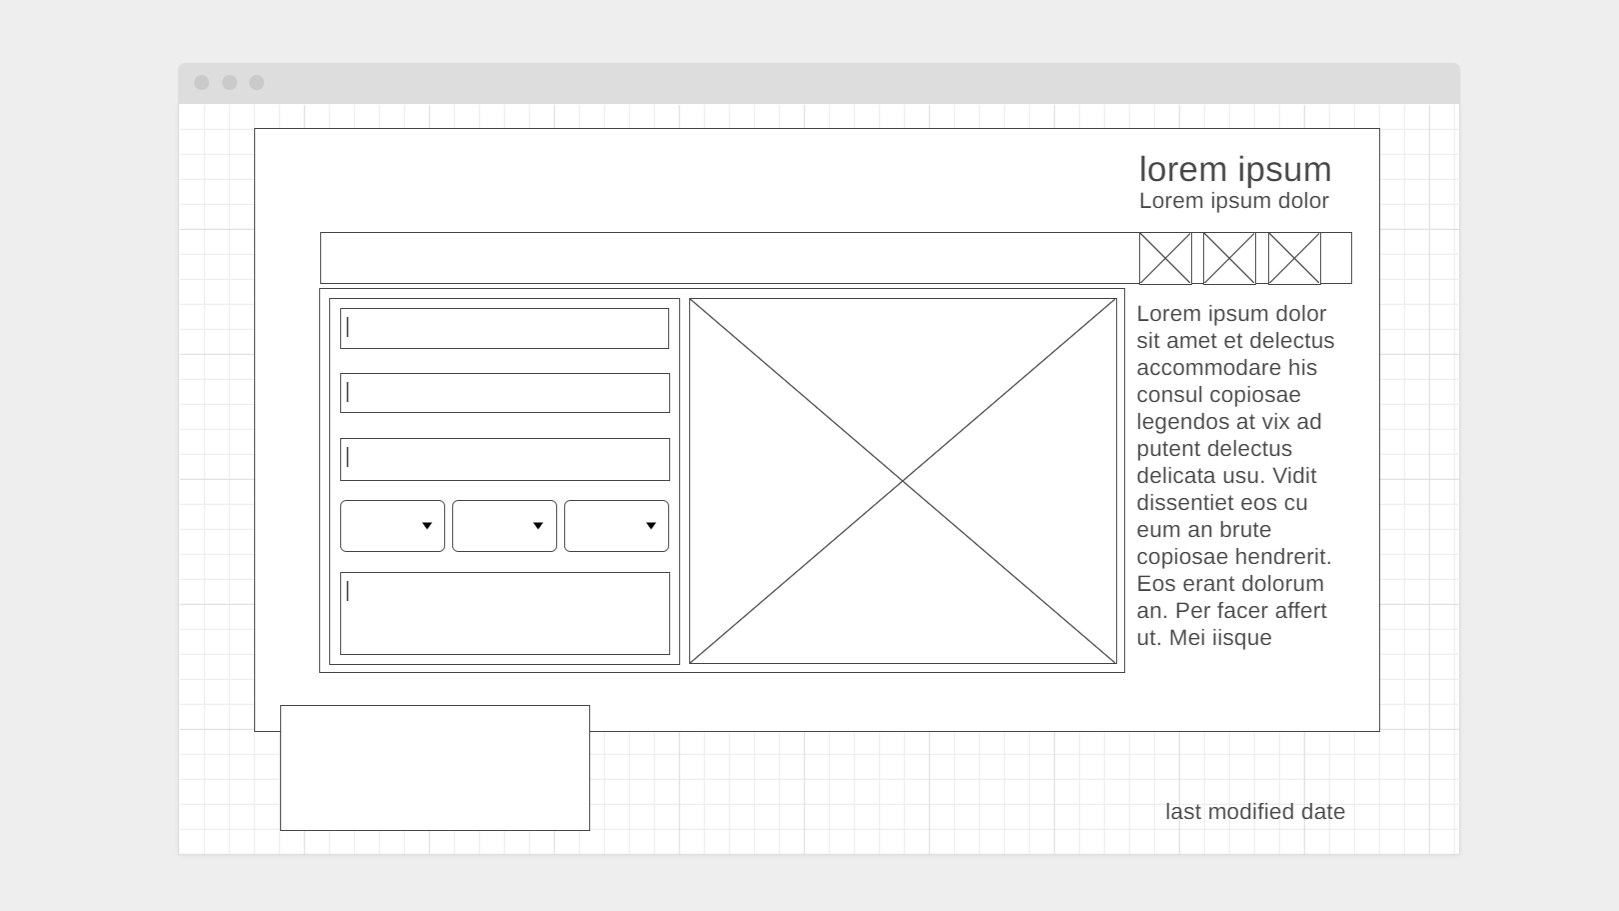 lorem ipsum
Lorem ipsum dolor
Lorem ipsum dolor
sit amet et delectus
accommodare his
consul copiosae
legendos at vix ad
putent delectus
delicata usu. Vidit
dissentiet eos cu
eum an brute
copiosae hendrerit.
Eos erant dolorum
an. Per facer affert
ut. Mei iisque
last modified date